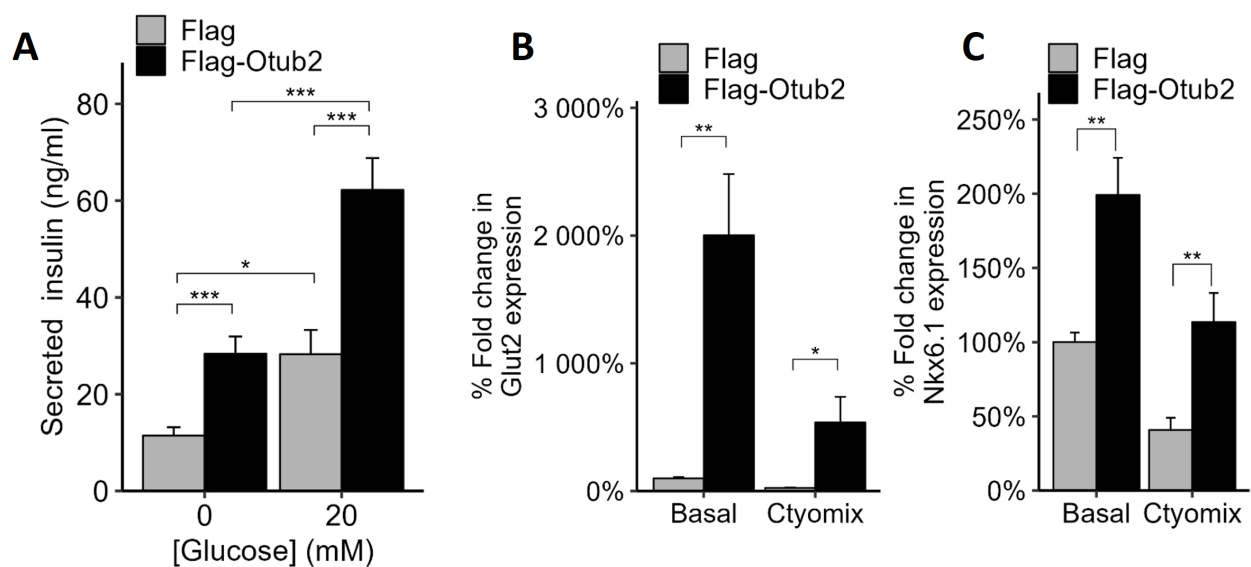 A
Flag
Flag-Otub2
Secreted insulin (ng/ml)
80
60
40
20
0
***
***
*
***
0
20
[Glucose] (mM)
B
Flag
Flag-Otub2
% Fold change in
Glut2 expression
3 000%
2 000%
1 000%
0%
**
*
Basal
Ctyomix
C
Flag
Flag-Otub2
% Fold change in
Nkx6.1 expression
250%
200%
150%
100%
50%
0%
**
**
Basal
Ctyomix